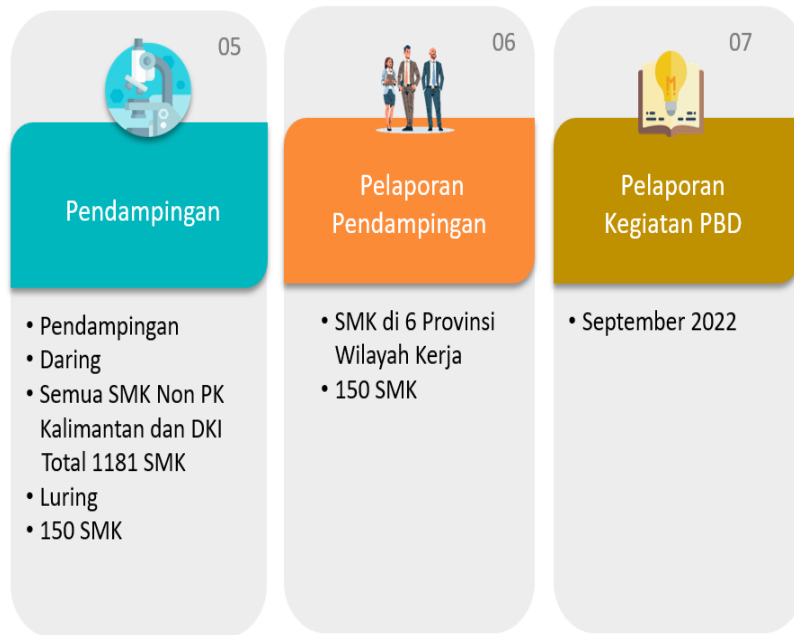 05
Pendampingan
• Pendampingan
• Daring
• Semua SMK Non PK
Kalimantan dan DKI
Total 1181 SMK
• Luring
• 150 SMK
06
Pelaporan
Pendampingan
• SMK di 6 Provinsi
Wilayah Kerja
• 150 SMK
07
Pelaporan
Kegiatan PBD
• September 2022